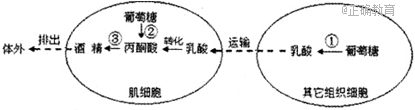 @正确教育
葡萄糖
②
体外 排出 酒精 ③ 丙酮酸 转化 乳酸 运输 乳酸 ① 葡萄糖
肌细胞 其它组织细胞